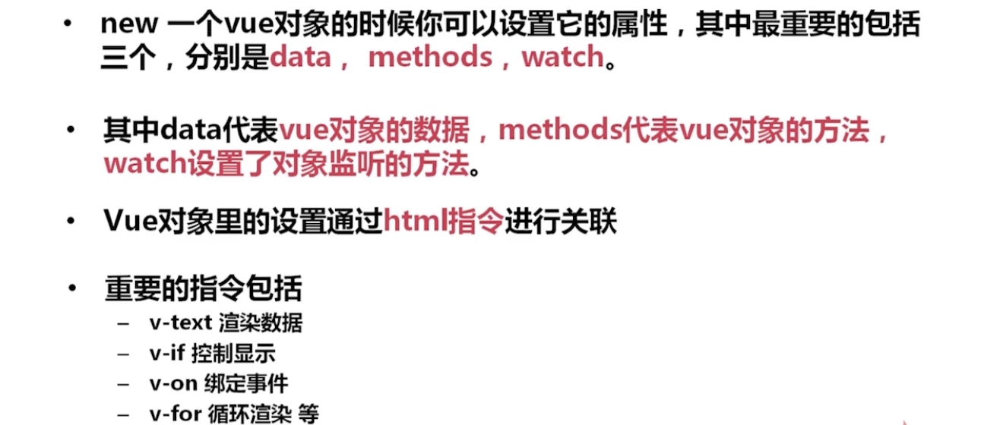 • new 一个vue对象的时候你可以设置它的属性，其中最重要的包括
三个，分别是data， methods，watch。
• 其中data代表vue对象的数据，methods代表vue对象的方法，
watch设置了对象监听的方法。
• Vue对象里的设置通过html指令进行关联
• 重要的指令包括
– v-text 渲染数据
– v-if 控制显示
– v-on 绑定事件
– v-for 循环渲染 等